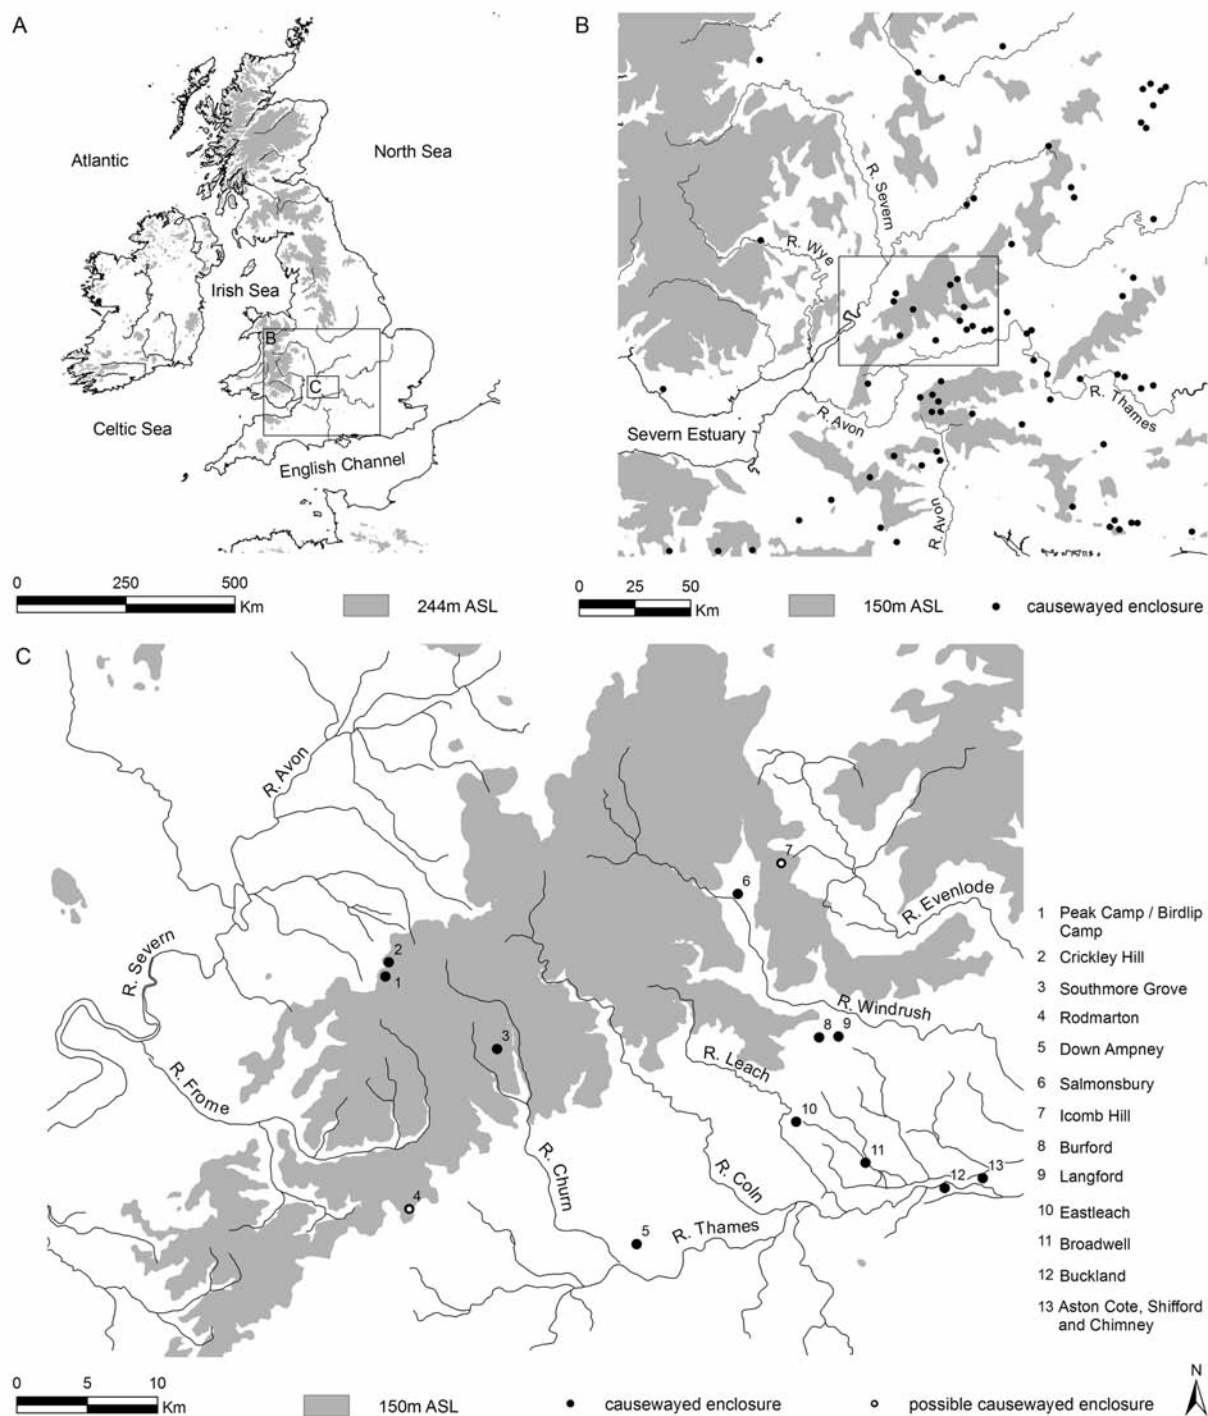 A
Atlantic
North Sea
Irish Sea
B
C
Celtic Sea
English Channel
0 250 500
Km
244m ASL
B
R. Severn
R. Wye
R. Avon
Severn Estuary
R. Thames
R. Avon
0 25 50
Km
150m ASL
causewayed enclosure
C
R. Avon
7
6
R. Evenlode
R. Severn
2
1
R. Windrush
8 9
3
R. Leach
R. Frome
10
11
R. Churn
R. Coln
13
12
4
5
R. Thames
1 Peak Camp / Birdlip
Camp
2 Crickley Hill
3 Southmore Grove
4 Rodmarton
5 Down Ampney
6 Salmonsbury
7 Icomb Hill
8 Burford
9 Langford
10 Eastleach
11 Broadwell
12 Buckland
13 Aston Cote, Shifford
and Chimney
0 5 10
Km
150m ASL
causewayed enclosure
possible causewayed enclosure
N